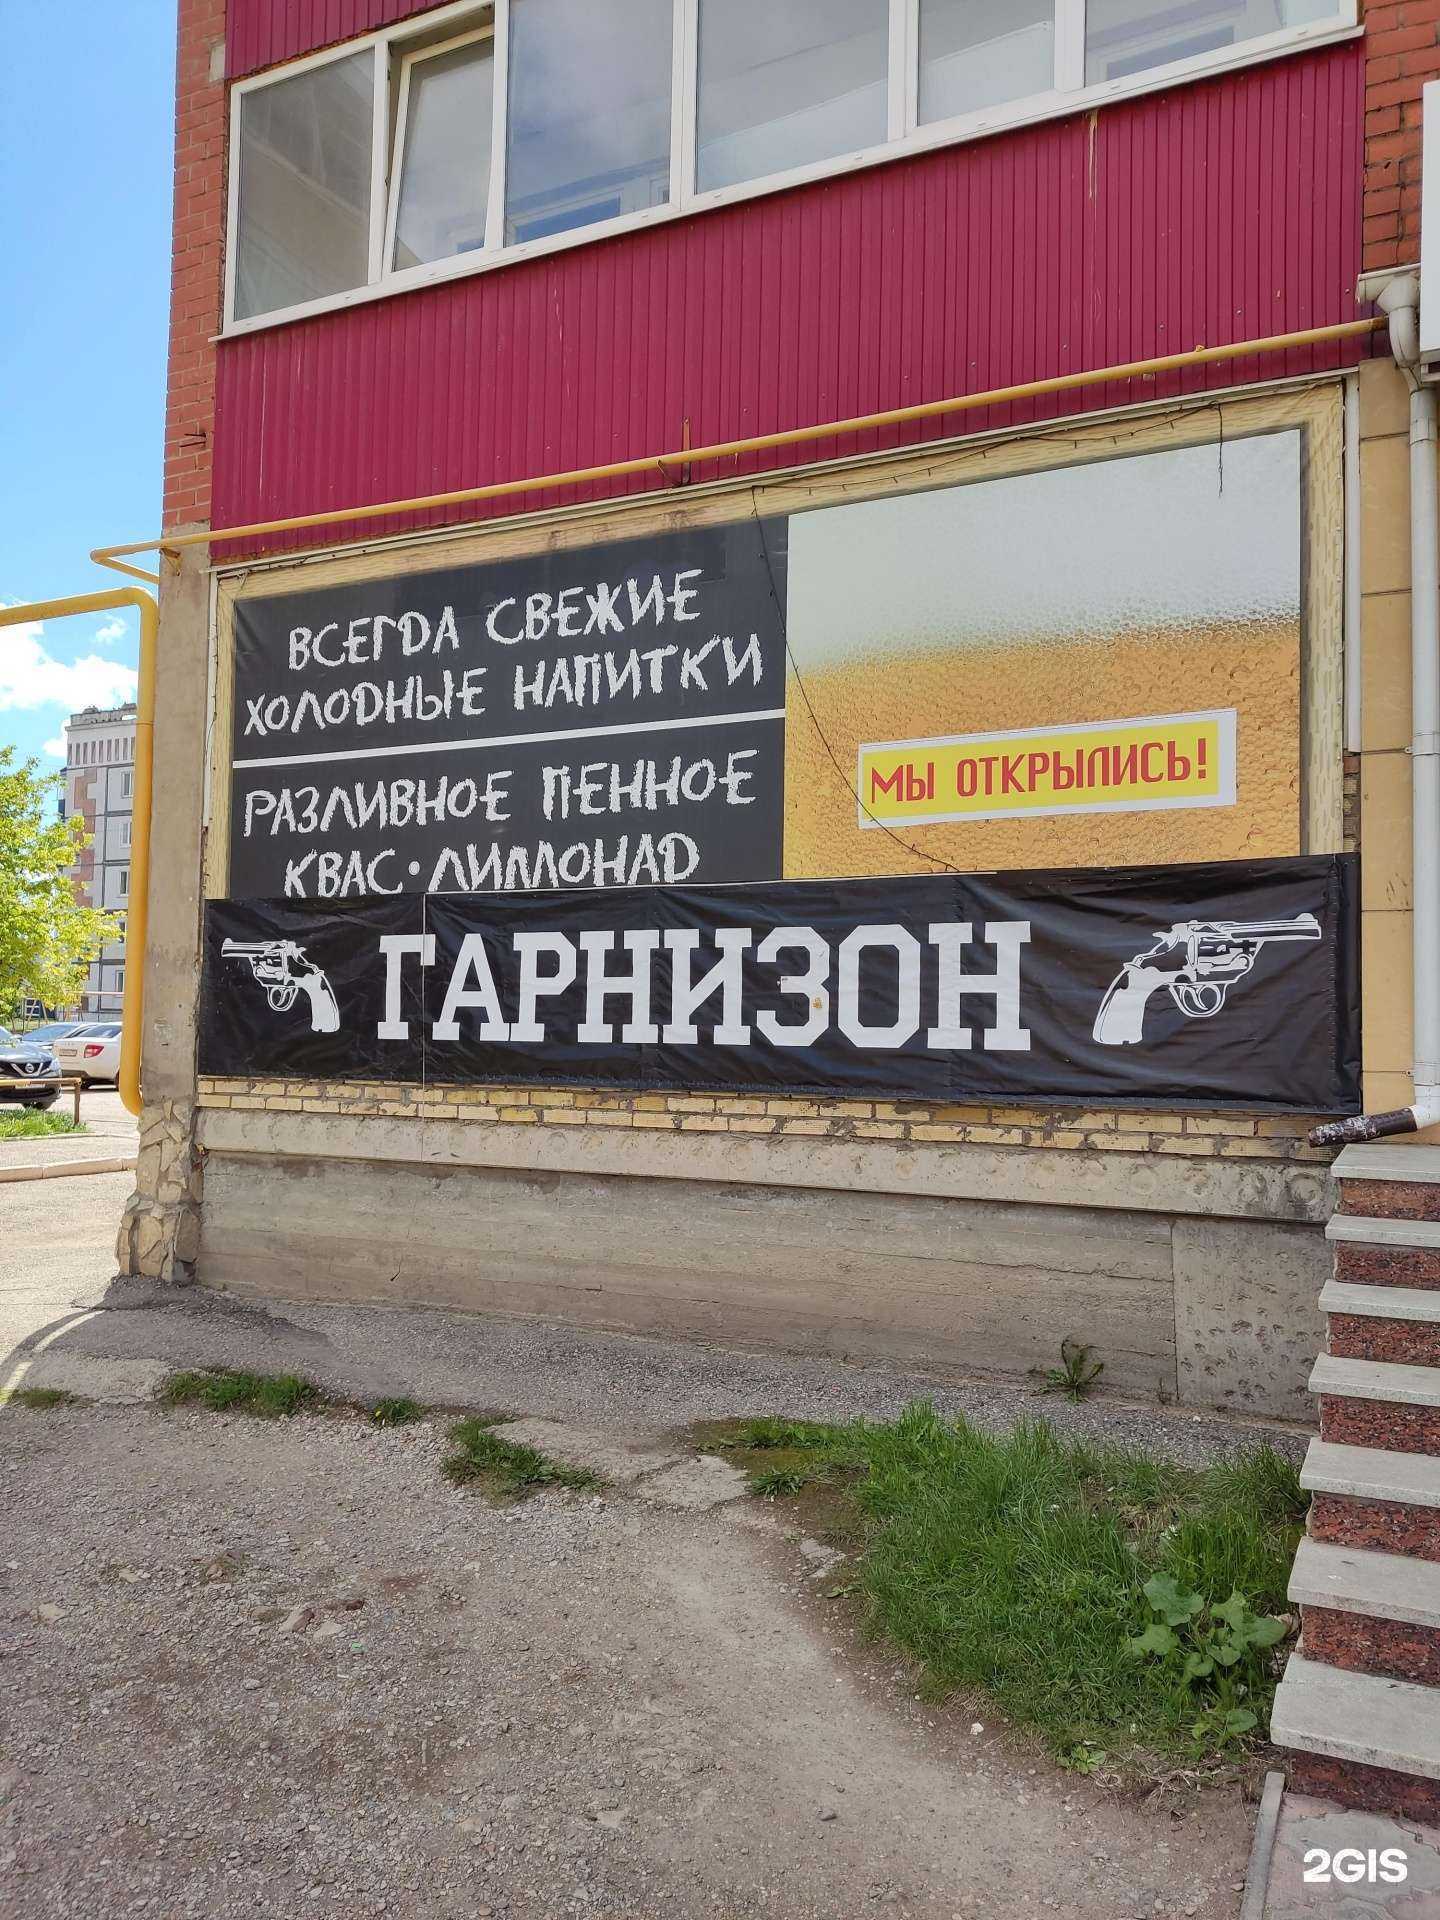 ВСЕГДА СВЕЖИЕ
ХОЛОДНЫЕ НАПИТКИ
РАЗЛИВНОЕ ПЕННОЕ
КВАС • ЛИМОНАД
МЫ ОТКРЫЛИСЬ!
ГАРНИЗОН
2GIS